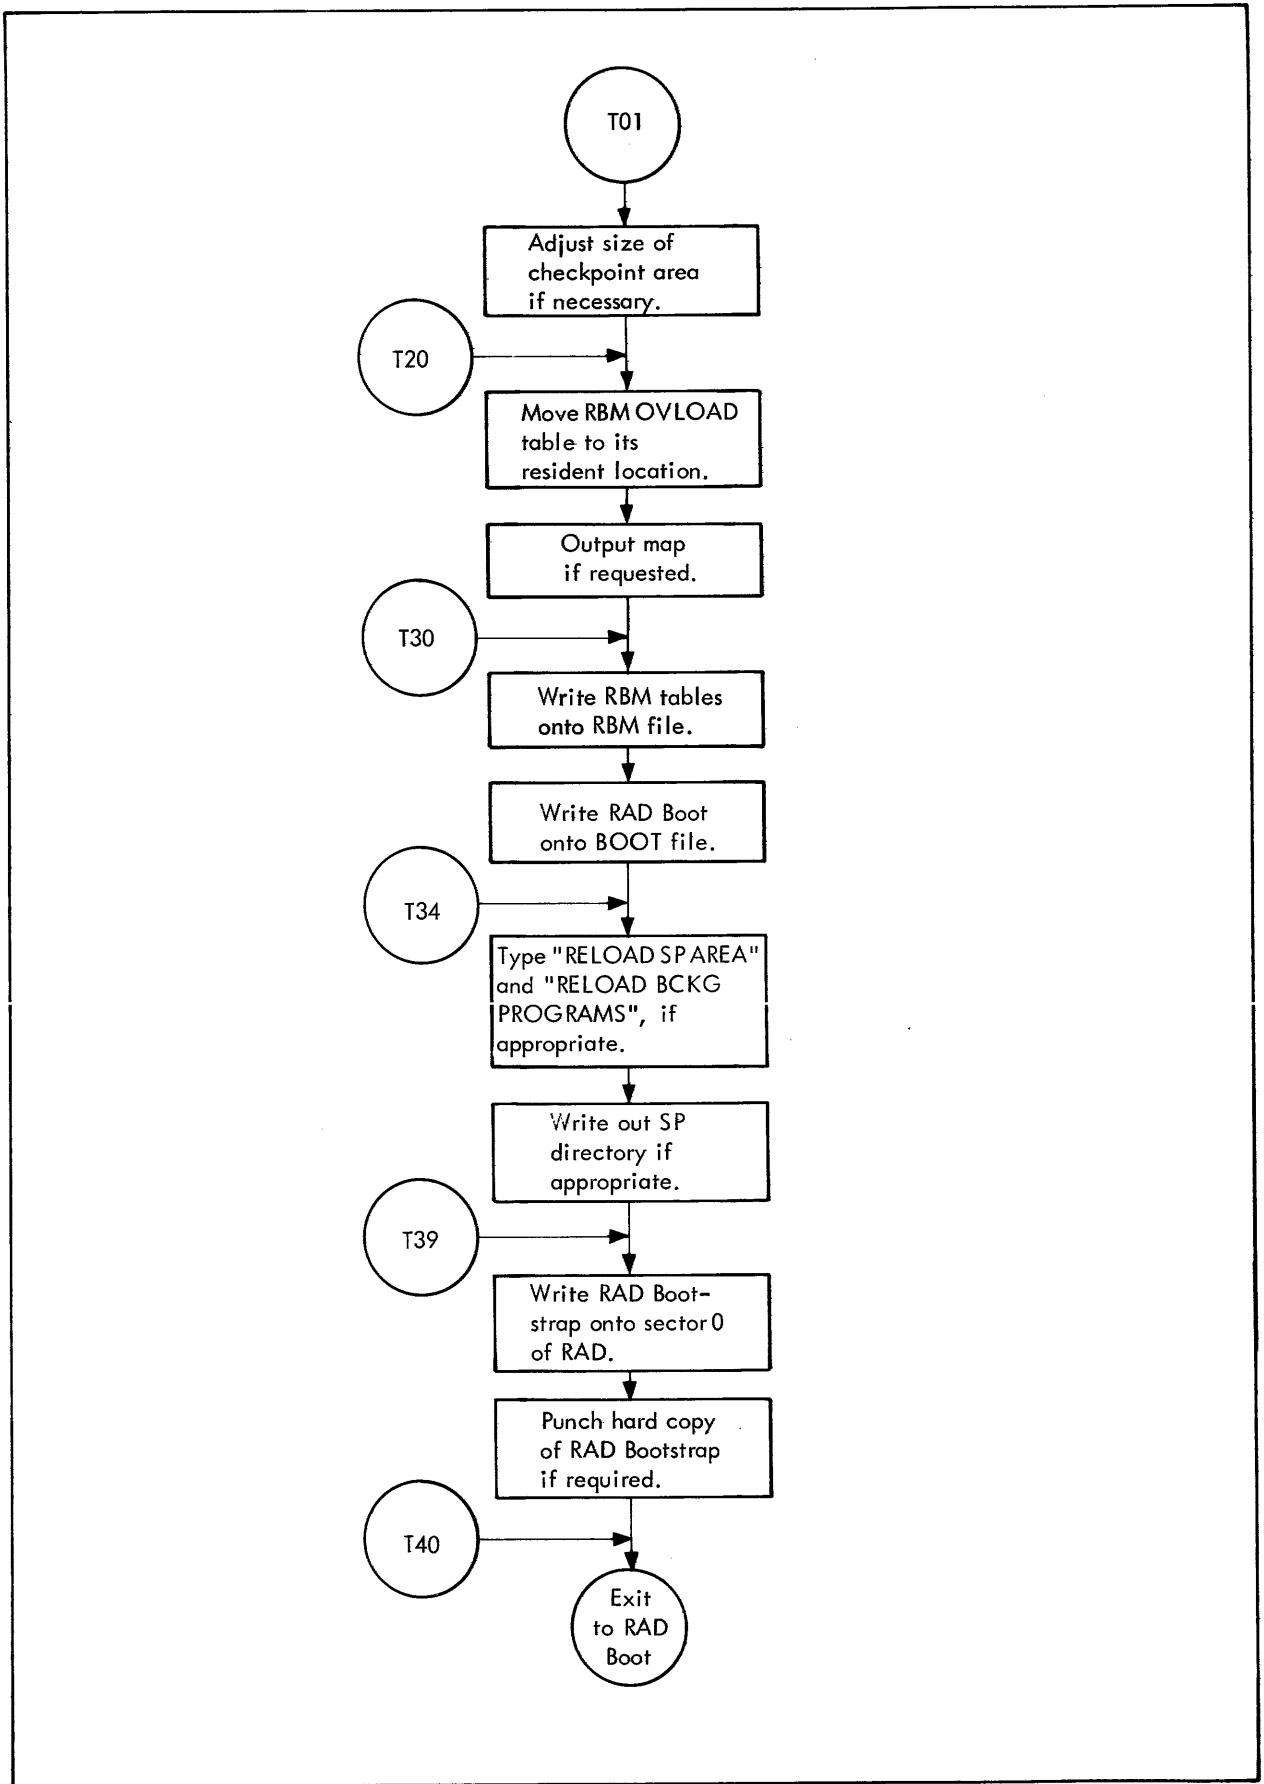 T01
Adjust size of
checkpoint area
if necessary.
T20
Move RBM OVLOAD
table to its
resident location.
Output map
if requested.
T30
Write RBM tables
onto RBM file.
Write RAD Boot
onto BOOT file.
T34
Type "RELOAD SP AREA"
and "RELOAD BCKG
PROGRAMS", if
appropriate.
Write out SP
directory if
appropriate.
T39
Write RAD Boot-
strap onto sector 0
of RAD.
Punch hard copy
of RAD Bootstrap
if required.
T40
Exit
to RAD
Boot